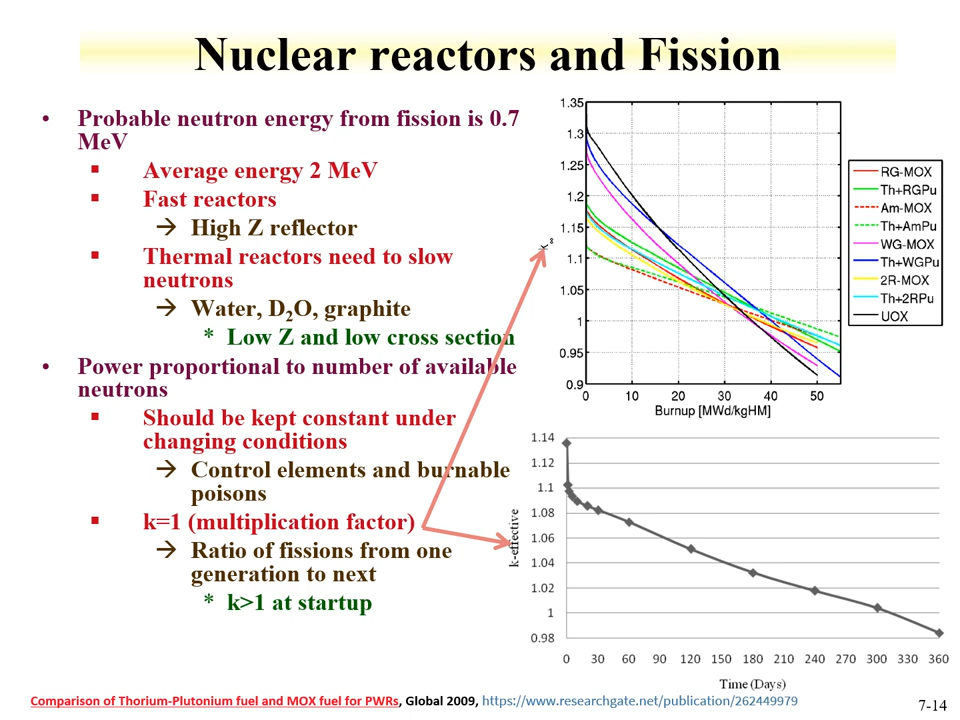 Nuclear reactors and Fission
• Probable neutron energy from fission is 0.7
MeV
▪ Average energy 2 MeV
▪ Fast reactors
→ High Z reflector
▪ Thermal reactors need to slow
neutrons
→ Water, D₂O, graphite
* Low Z and low cross section
• Power proportional to number of available
neutrons
▪ Should be kept constant under
changing conditions
→ Control elements and burnable
poisons
▪ k=1 (multiplication factor)
→ Ratio of fissions from one
generation to next
* k>1 at startup
1.35
1.3
1.25
1.2
1.15
1.1
1.05
1
0.95
0.9
k∞
0 10 20 30 40 50
Burnup [MWd/kgHM]
RG-MOX
Th+RGPu
Am-MOX
Th+AmPu
WG-MOX
Th+WGPu
2R-MOX
Th+2RPu
UOX
1.14
1.12
1.1
1.08
1.06
1.04
1.02
1
0.98
k-effective
0 30 60 90 120 150 180 210 240 270 300 330 360
Time (Days)
Comparison of Thorium-Plutonium fuel and MOX fuel for PWRs, Global 2009, https://www.researchgate.net/publication/262449979
7-14